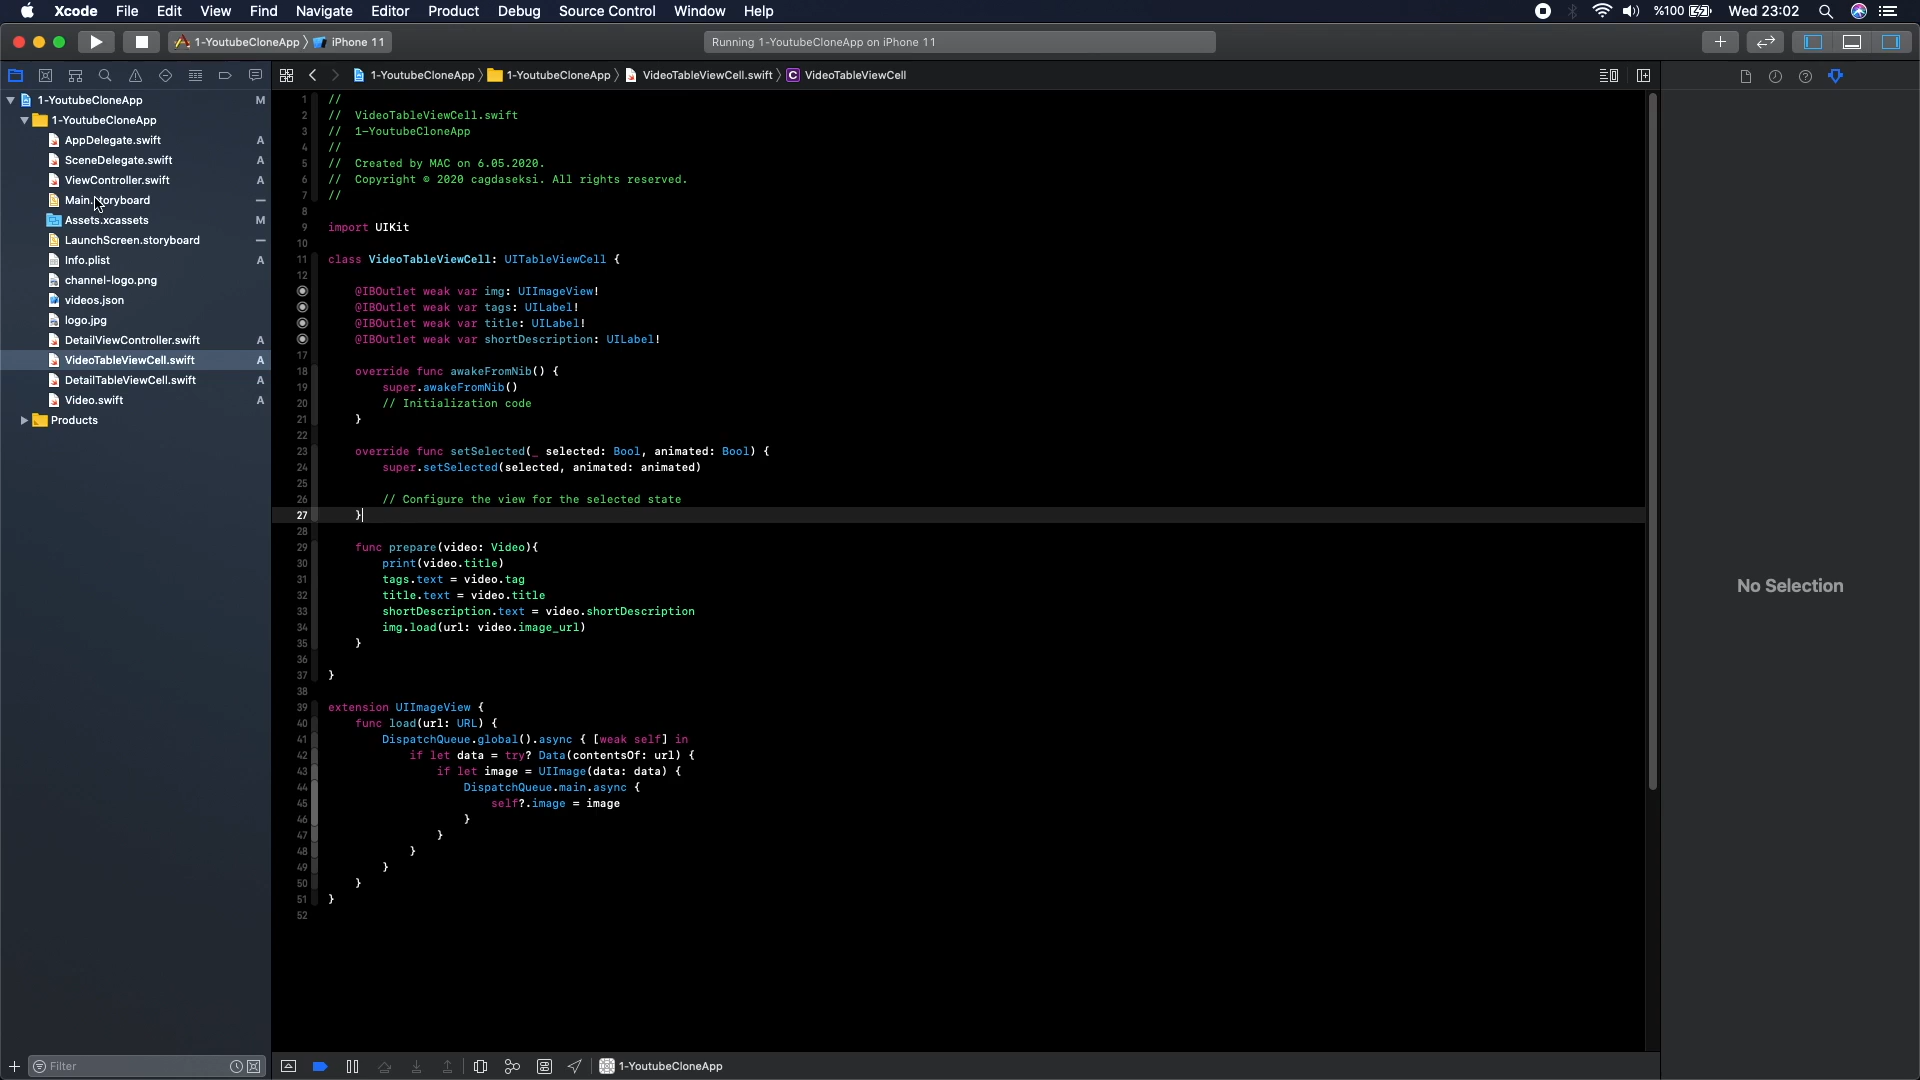 Xcode File Edit View Find Navigate Editor Product Debug Source Control Window Help %100 Wed 23:02
1-YoutubeCloneApp iPhone 11 Running 1-YoutubeCloneApp on iPhone 11
1-YoutubeCloneApp 1-YoutubeCloneApp VideoTableViewCell.swift C VideoTableViewCell
1-YoutubeCloneApp M
1-YoutubeCloneApp
AppDelegate.swift A
SceneDelegate.swift A
ViewController.swift A
Main.storyboard
Assets.xcassets M
LaunchScreen.storyboard
Info.plist A
channel-logo.png
videos.json
logo.jpg
DetailViewController.swift A
VideoTableViewCell.swift A
DetailTableViewCell.swift A
Video.swift A
Products
Filter
1 //
2 // VideoTableViewCell.swift
3 // 1-YoutubeCloneApp
4 //
5 // Created by MAC on 6.05.2020.
6 // Copyright © 2020 cagdaseksi. All rights reserved.
7 //
8
9 import UIKit
10
11 class VideoTableViewCell: UITableViewCell {
12
@IBOutlet weak var img: UIImageView!
@IBOutlet weak var tags: UILabel!
@IBOutlet weak var title: UILabel!
@IBOutlet weak var shortDescription: UILabel!
17
18 override func awakeFromNib() {
19 super.awakeFromNib()
20 // Initialization code
21 }
22
23 override func setSelected(_ selected: Bool, animated: Bool) {
24 super.setSelected(selected, animated: animated)
25
26 // Configure the view for the selected state
27 }
28
29 func prepare(video: Video){
30 print(video.title)
31 tags.text = video.tag
32 title.text = video.title
33 shortDescription.text = video.shortDescription
34 img.load(url: video.image_url)
35 }
36
37 }
38
39 extension UIImageView {
40 func load(url: URL) {
41 DispatchQueue.global().async { [weak self] in
42 if let data = try? Data(contentsOf: url) {
43 if let image = UIImage(data: data) {
44 DispatchQueue.main.async {
45 self?.image = image
46 }
47 }
48 }
49 }
50 }
51 }
52
No Selection
1-YoutubeCloneApp